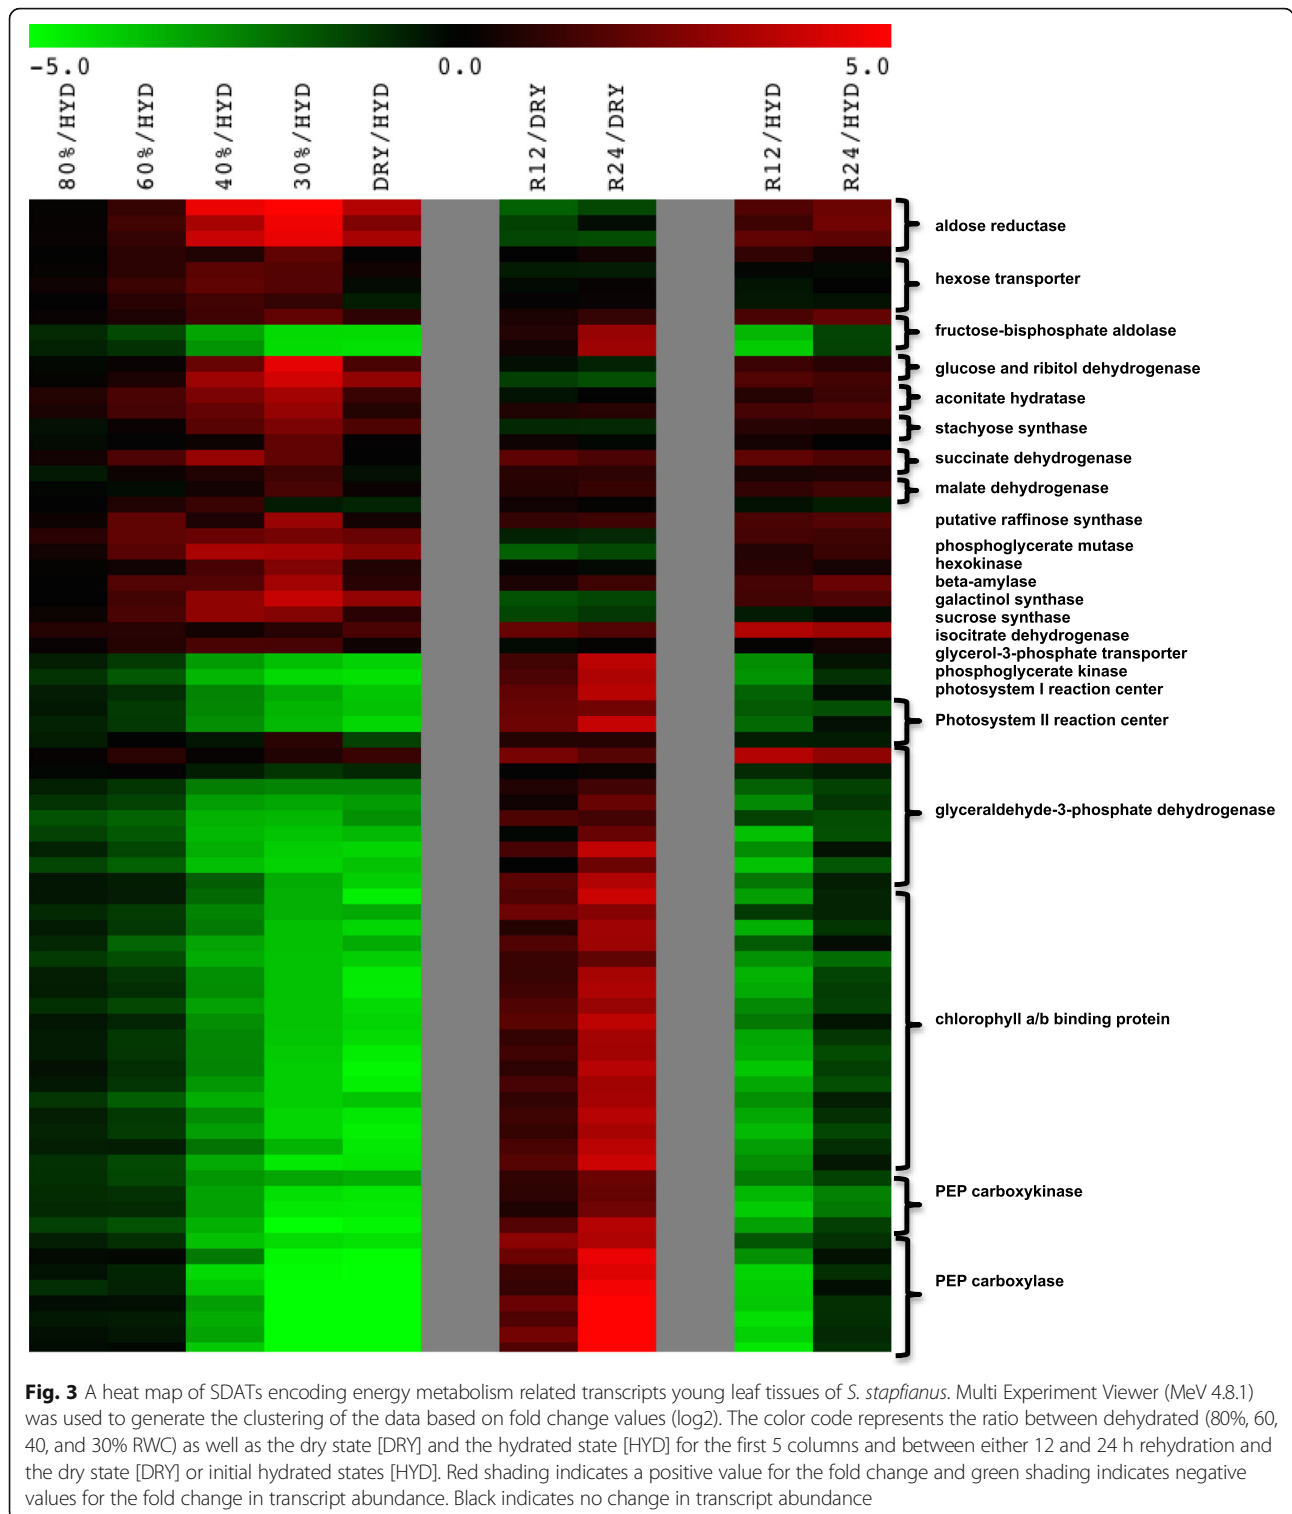 −5.0 0.0 5.0
80%/HYD 60%/HYD 40%/HYD 30%/HYD DRY/HYD R12/DRY R24/DRY R12/HYD R24/HYD
aldose reductase
hexose transporter
fructose-bisphosphate aldolase
glucose and ribitol dehydrogenase
aconitate hydratase
stachyose synthase
succinate dehydrogenase
malate dehydrogenase
putative raffinose synthase
phosphoglycerate mutase
hexokinase
beta-amylase
galactinol synthase
sucrose synthase
isocitrate dehydrogenase
glycerol-3-phosphate transporter
phosphoglycerate kinase
photosystem I reaction center
Photosystem II reaction center
glyceraldehyde-3-phosphate dehydrogenase
chlorophyll a/b binding protein
PEP carboxykinase
PEP carboxylase
Fig. 3 A heat map of SDATs encoding energy metabolism related transcripts young leaf tissues of S. stapfianus. Multi Experiment Viewer (MeV 4.8.1)
was used to generate the clustering of the data based on fold change values (log2). The color code represents the ratio between dehydrated (80%, 60,
40, and 30% RWC) as well as the dry state [DRY] and the hydrated state [HYD] for the first 5 columns and between either 12 and 24 h rehydration and
the dry state [DRY] or initial hydrated states [HYD]. Red shading indicates a positive value for the fold change and green shading indicates negative
values for the fold change in transcript abundance. Black indicates no change in transcript abundance